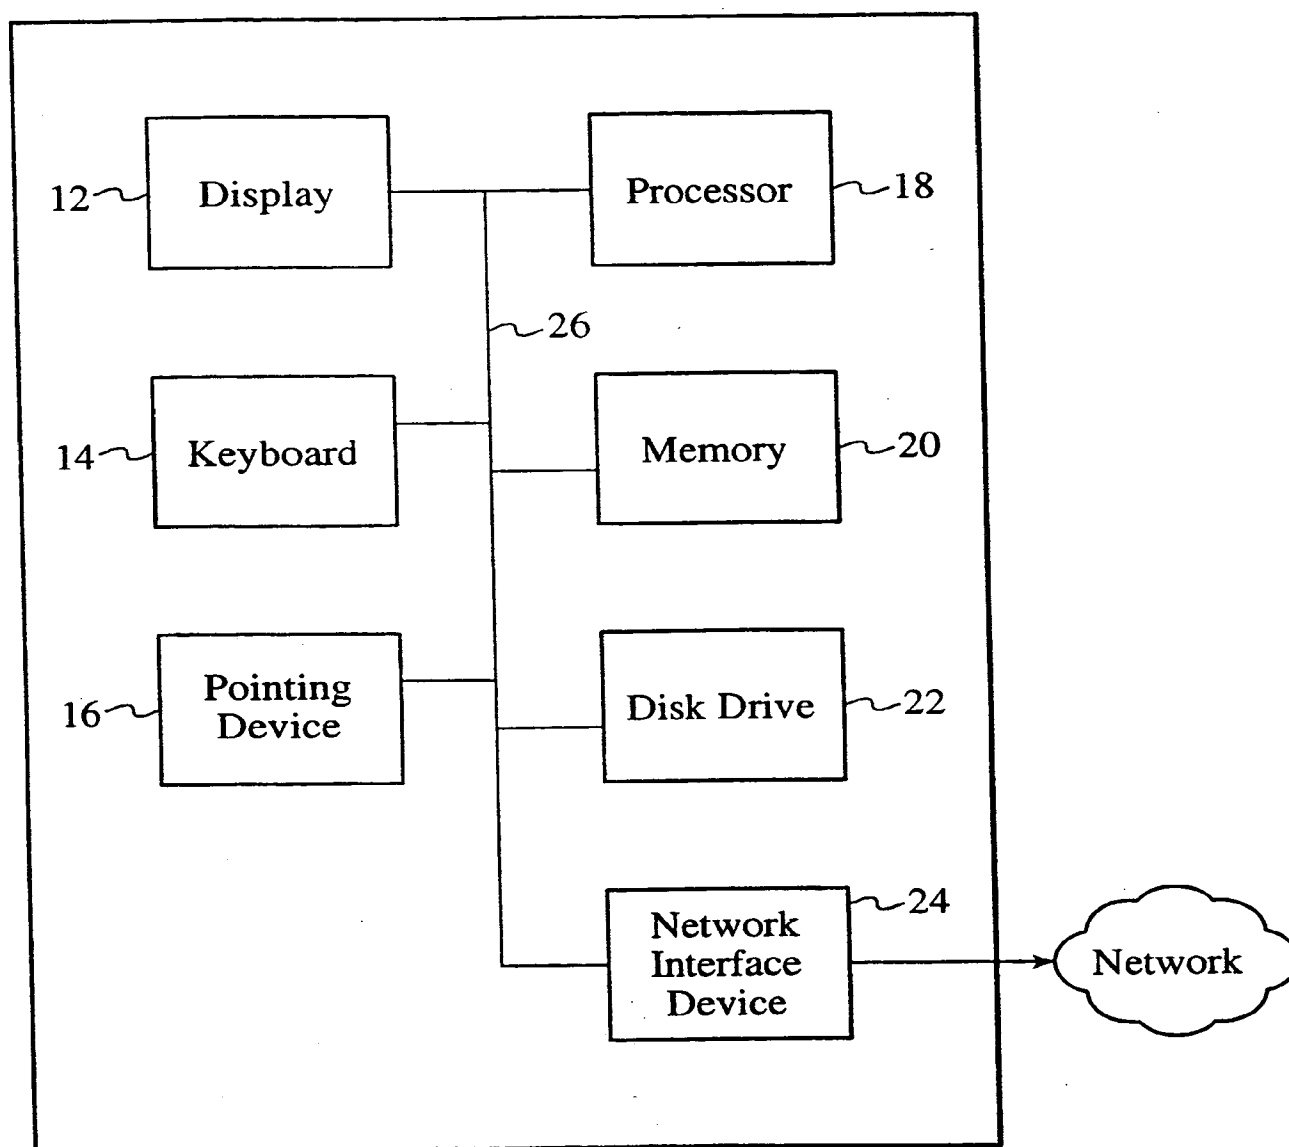 12
Display
Processor
18
26
14
Keyboard
Memory
20
16
Pointing
Device
Disk Drive
22
24
Network
Interface
Device
Network